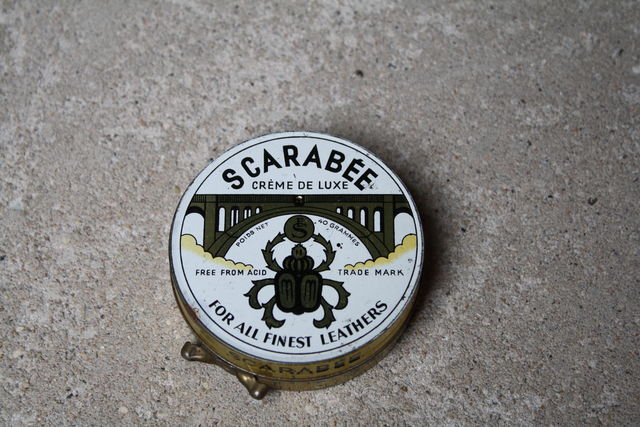 SCARABÉE
CRÈME DE LUXE
POIDS NET 40 GRAMMES
S
FREE FROM ACID TRADE MARK
FOR ALL FINEST LEATHERS
SCARABÉE